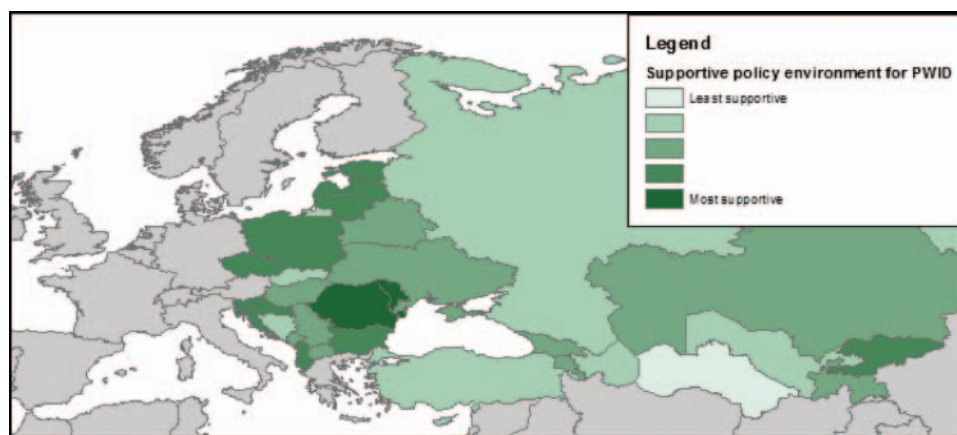 Legend
Supportive policy environment for PWID
Least supportive
Most supportive